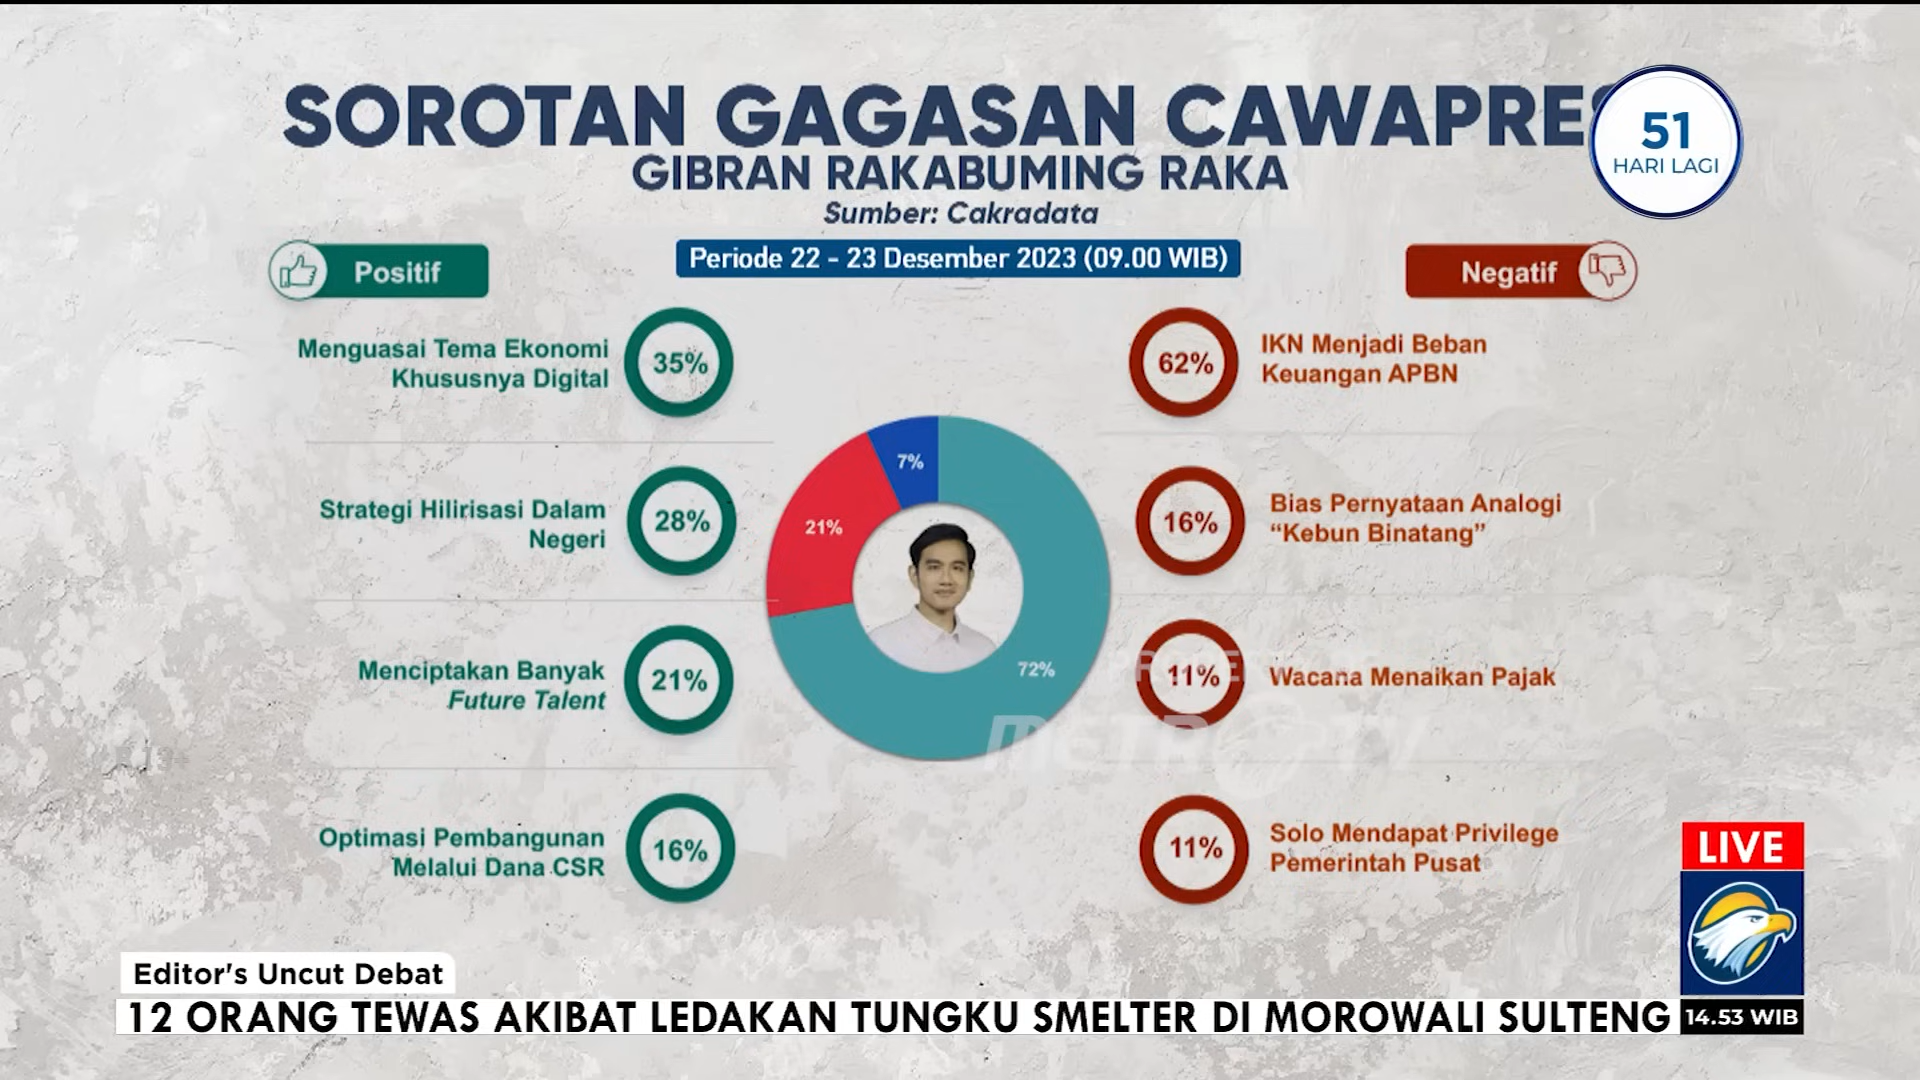 SOROTAN GAGASAN CAWAPRES
GIBRAN RAKABUMING RAKA
Sumber: Cakradata
51
HARI LAGI
Periode 22 - 23 Desember 2023 (09.00 WIB)
Positif
Menguasai Tema Ekonomi
Khususnya Digital
35%
Strategi Hilirisasi Dalam
Negeri
28%
Menciptakan Banyak
Future Talent
21%
Optimasi Pembangunan
Melalui Dana CSR
16%
7%
21%
72%
Negatif
62%
IKN Menjadi Beban
Keuangan APBN
16%
Bias Pernyataan Analogi
“Kebun Binatang”
11%
Wacana Menaikan Pajak
11%
Solo Mendapat Privilege
Pemerintah Pusat
METRO TV
LIVE
Editor's Uncut Debat
12 ORANG TEWAS AKIBAT LEDAKAN TUNGKU SMELTER DI MOROWALI SULTENG
14.53 WIB